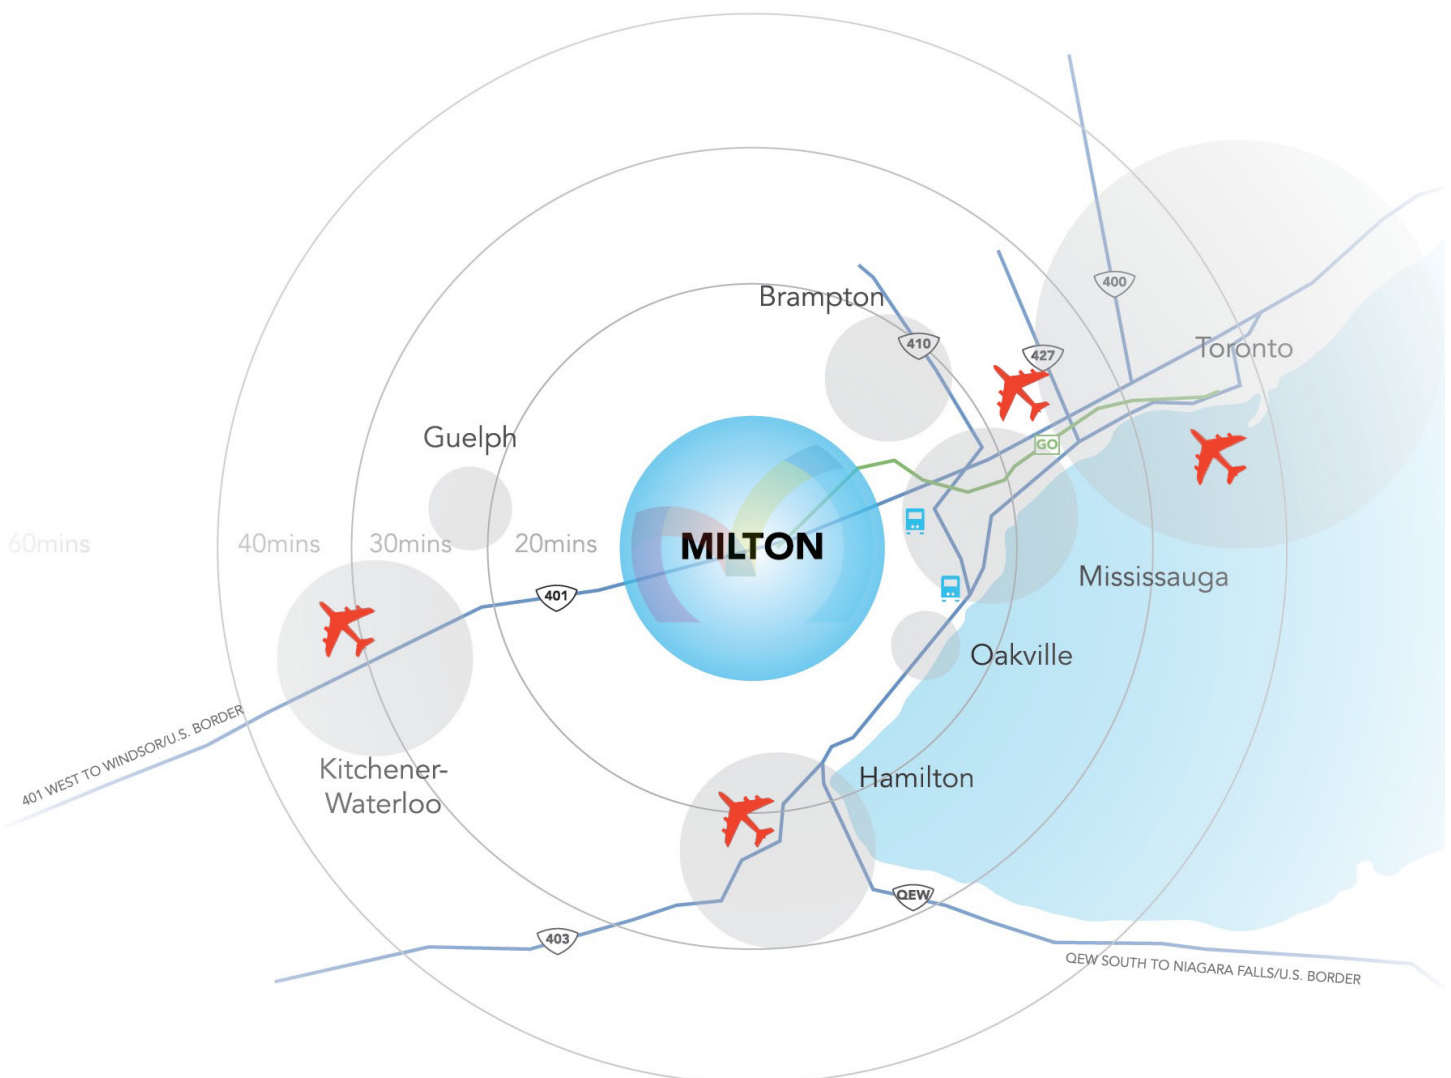 400
Brampton
410
427
Toronto
Guelph
GO
60mins
40mins
30mins
20mins
MILTON
Mississauga
401
Oakville
401 WEST TO WINDSOR/U.S. BORDER
Kitchener-
Waterloo
Hamilton
QEW
403
QEW SOUTH TO NIAGARA FALLS/U.S. BORDER